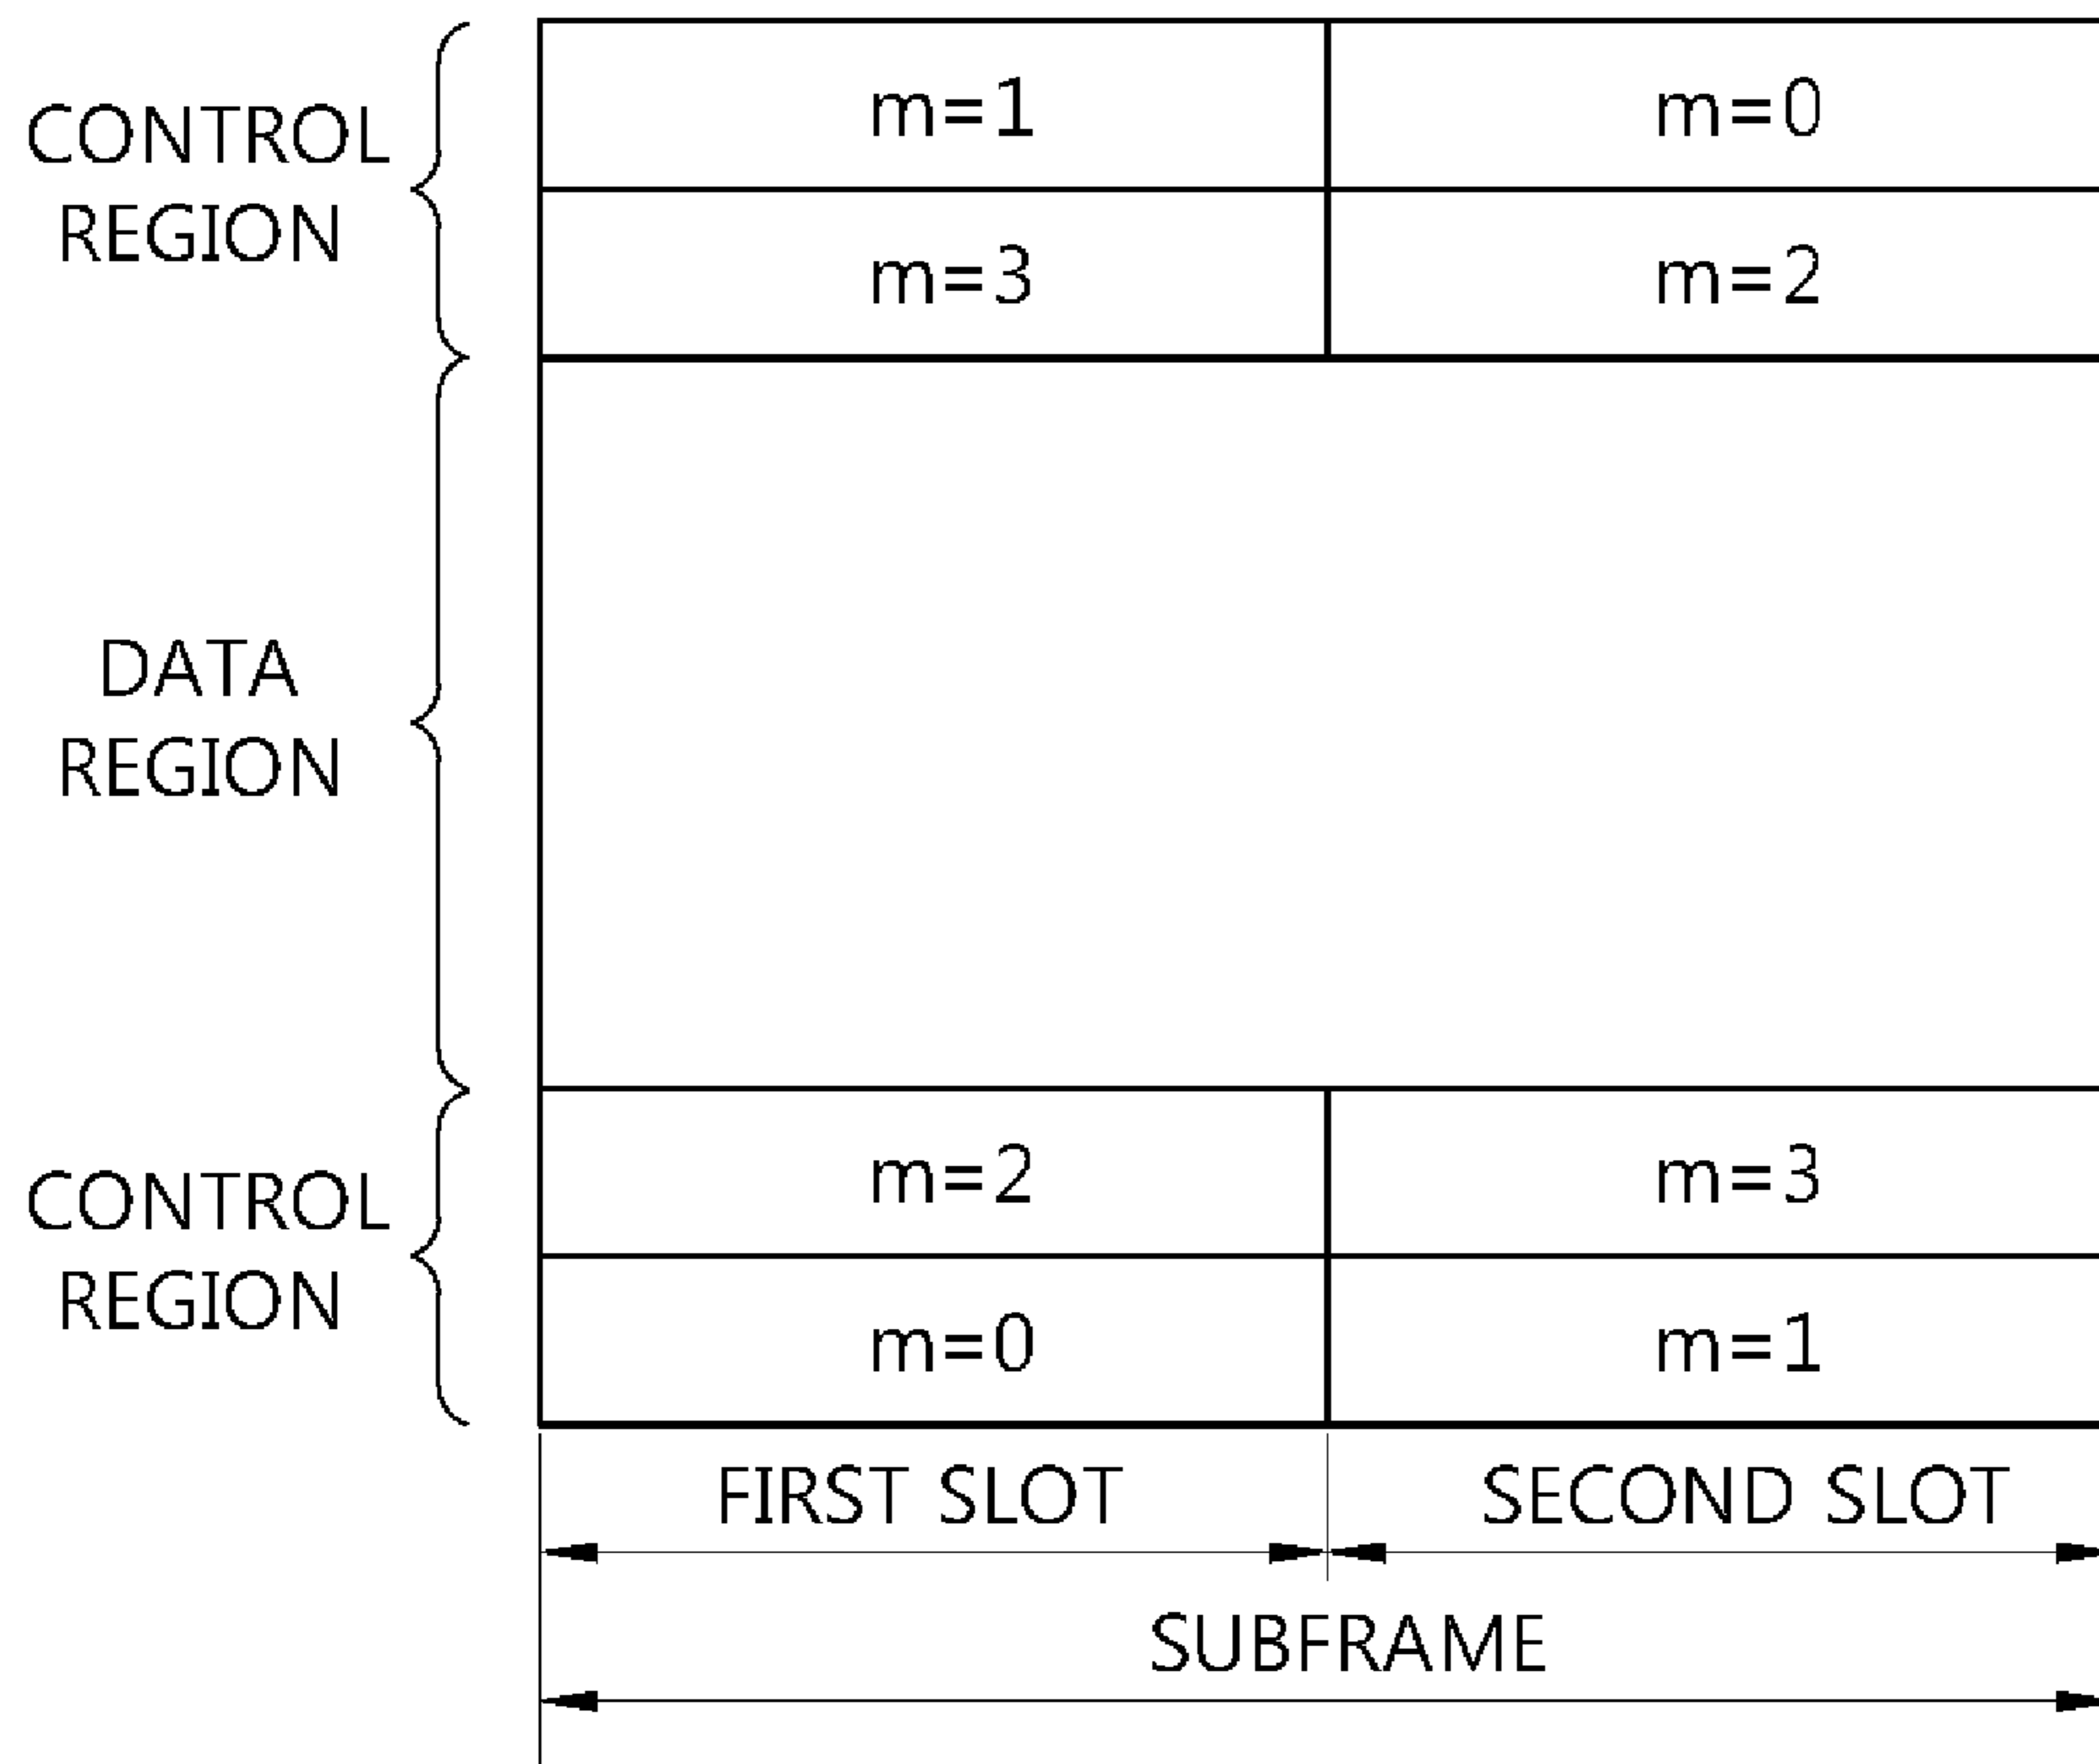 CONTROL
REGION
m=1
m=0
m=3
m=2
DATA
REGION
CONTROL
REGION
m=2
m=3
m=0
m=1
FIRST SLOT
SECOND SLOT
SUBFRAME